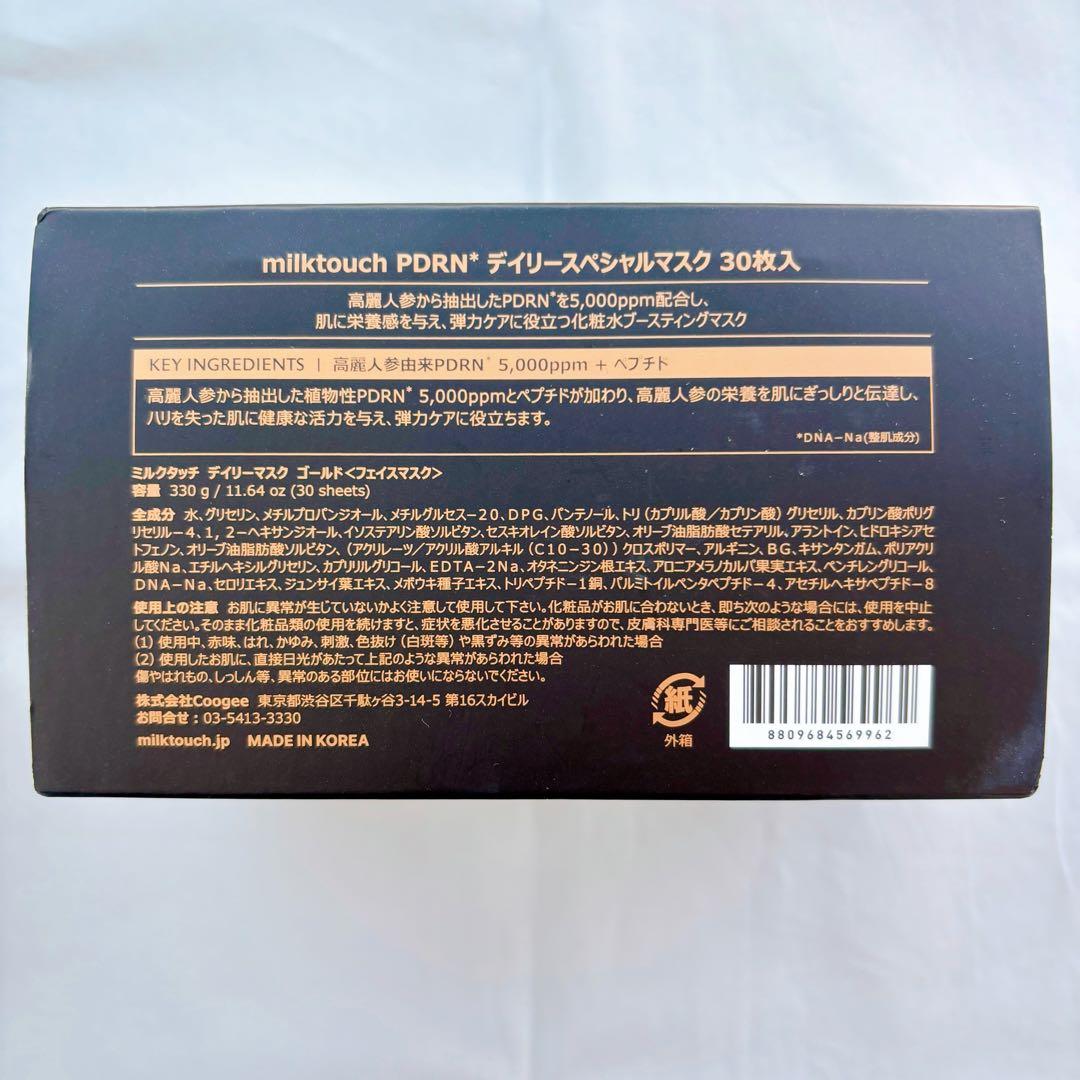 milktouch PDRN* デイリースペシャルマスク 30枚入
高麗人参から抽出したPDRN*を5,000ppm配合し、
肌に栄養感を与え、弾力ケアに役立つ化粧水ブースティングマスク
KEY INGREDIENTS | 高麗人参由来PDRN* 5,000ppm + ペプチド
高麗人参から抽出した植物性PDRN* 5,000ppmとペプチドが加わり、高麗人参の栄養を肌にぎっしりと伝達し、
ハリを失った肌に健康な活力を与え、弾力ケアに役立ちます。
*DNA-Na(整肌成分)
ミルクタッチ デイリーマスク ゴールド<フェイスマスク>
容量 330 g / 11.64 oz (30 sheets)
全成分 水、グリセリン、メチルプロパンジオール、メチルグルセス-20、DPG、パンテノール、トリ(カプリル酸/カプリン酸)グリセリル、カプリン酸ポリグ
リセリル-4、1,2-ヘキサンジオール、イソステアリン酸ソルビタン、セスキオレイン酸ソルビタン、オリーブ油脂肪酸セテアリル、アラントイン、ヒドロキシアセ
トフェノン、オリーブ油脂肪酸ソルビタン、(アクリレーツ/アクリル酸アルキル(C10-30))クロスポリマー、アルギニン、BG、キサンタンガム、ポリアクリ
ル酸Na、エチルヘキシルグリセリン、カプリリルグリコール、EDTA-2Na、オタネニンジン根エキス、アロニアメラノカルパ果実エキス、ペンチレングリコール、
DNA-Na、セロリエキス、ジュンサイ葉エキス、メボウキ種子エキス、トリペプチド-1銅、パルミトイルペンタペプチド-4、アセチルヘキサペプチド-8
使用上の注意 お肌に異常が生じていないかよく注意して使用して下さい。化粧品がお肌に合わないとき、即ち次のような場合には、使用を中止
してください。そのまま化粧品類の使用を続けますと、症状を悪化させることがありますので、皮膚科専門医等にご相談されることをおすすめします。
(1) 使用中、赤味、はれ、かゆみ、刺激、色抜け(白斑等)や黒ずみ等の異常があらわれた場合
(2) 使用したお肌に、直接日光があたって上記のような異常があらわれた場合
傷やはれもの、しっしん等、異常のある部位にはお使いにならないでください。
株式会社Coogee 東京都渋谷区千駄ヶ谷3-14-5 第16スカイビル
お問合せ：03-5413-3330
milktouch.jp MADE IN KOREA
紙
外箱
8809684569962